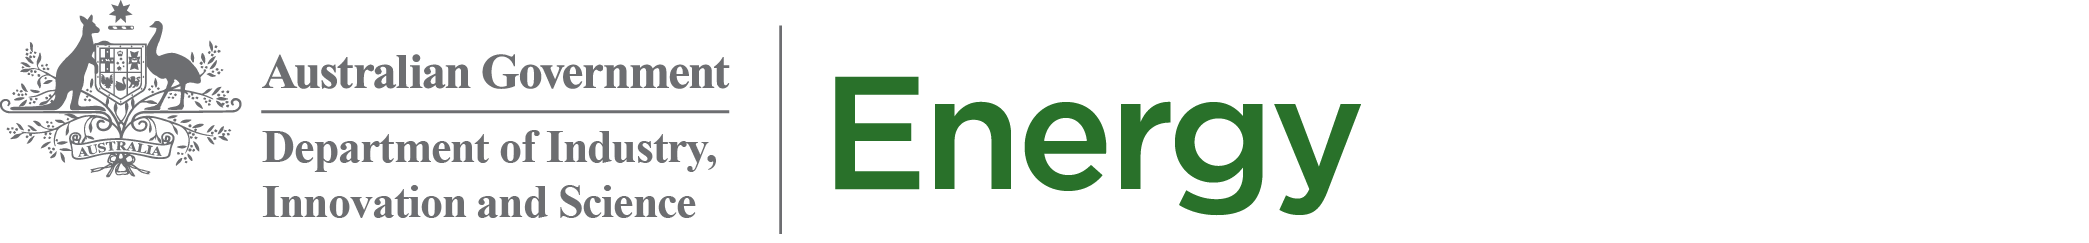 AUSTRALIA
Australian Government
Department of Industry,
Innovation and Science
Energy